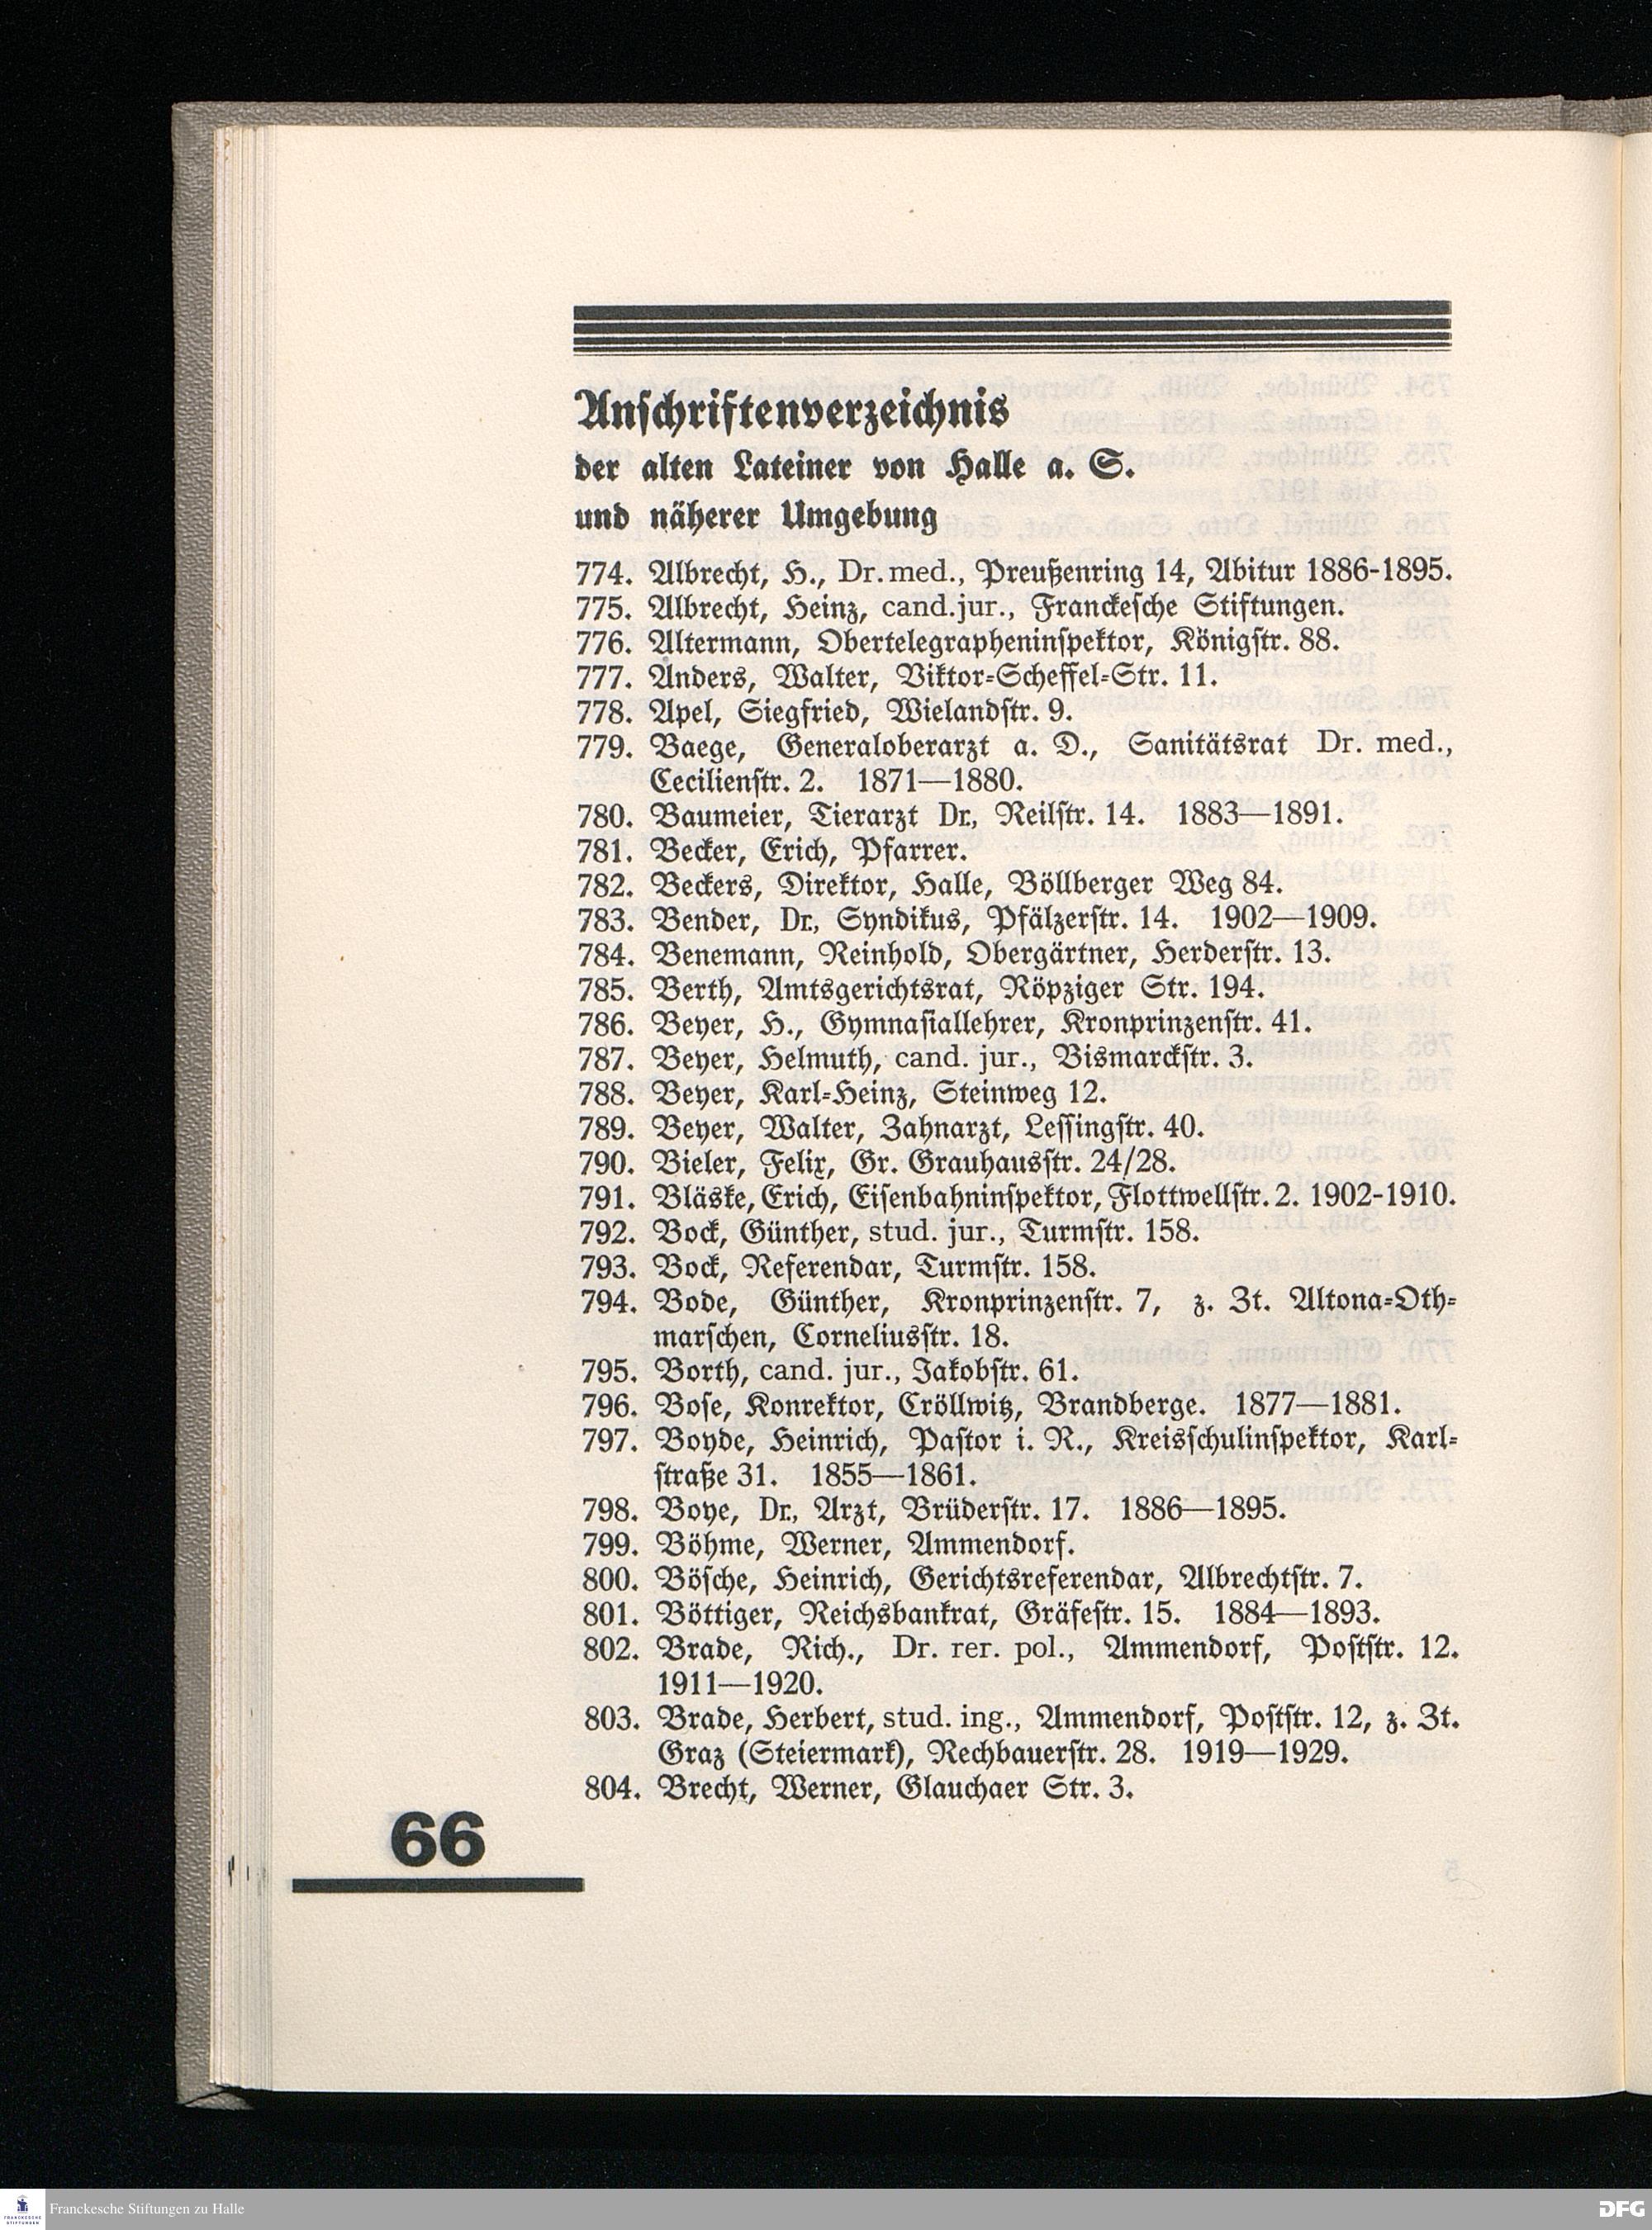 Anschriftenverzeichnis
der alten Lateiner von Halle a. S.
und näherer Umgebung
774. Albrecht, H., Dr. med., Preußenring 14, Abitur 1886-1895.
775. Albrecht, Heinz, cand. jur., Franckesche Stiftungen.
776. Altermann, Obertelegrapheninspektor, Königstr. 88.
777. Anders, Walter, Viktor-Scheffel-Str. 11.
778. Apel, Siegfried, Wielandstr. 9.
779. Baege, Generaloberarzt a. D., Sanitätsrat Dr. med.,
Cecilienstr. 2. 1871—1880.
780. Baumeier, Tierarzt Dr., Reilstr. 14. 1883—1891.
781. Becker, Erich, Pfarrer.
782. Beckers, Direktor, Halle, Böllberger Weg 84.
783. Bender, Dr., Syndikus, Pfälzerstr. 14. 1902—1909.
784. Benemann, Reinhold, Obergärtner, Herderstr. 13.
785. Berth, Amtsgerichtsrat, Röpziger Str. 194.
786. Beyer, H., Gymnasiallehrer, Kronprinzenstr. 41.
787. Beyer, Helmuth, cand. jur., Bismarckstr. 3.
788. Beyer, Karl-Heinz, Steinweg 12.
789. Beyer, Walter, Zahnarzt, Lessingstr. 40.
790. Bieler, Felix, Gr. Grauhausstr. 24/28.
791. Bläske, Erich, Eisenbahninspektor, Flottwellstr. 2. 1902-1910.
792. Bock, Günther, stud. jur., Turmstr. 158.
793. Bock, Referendar, Turmstr. 158.
794. Bode, Günther, Kronprinzenstr. 7, z. Zt. Altona-Oth-
marschen, Corneliusstr. 18.
795. Borth, cand. jur., Jakobstr. 61.
796. Bose, Konrektor, Cröllwitz, Brandberge. 1877—1881.
797. Boyde, Heinrich, Pastor i. R., Kreisschulinspektor, Karl-
straße 31. 1855—1861.
798. Boye, Dr., Arzt, Brüderstr. 17. 1886—1895.
799. Böhme, Werner, Ammendorf.
800. Bösche, Heinrich, Gerichtsreferendar, Albrechtstr. 7.
801. Böttiger, Reichsbankrat, Gräfestr. 15. 1884—1893.
802. Brade, Rich., Dr. rer. pol., Ammendorf, Poststr. 12.
1911—1920.
803. Brade, Herbert, stud. ing., Ammendorf, Poststr. 12, z. Zt.
Graz (Steiermark), Rechbauerstr. 28. 1919—1929.
804. Brecht, Werner, Glauchaer Str. 3.
66
FRANCKESCHE
STIFTUNGEN
Franckesche Stiftungen zu Halle
DFG